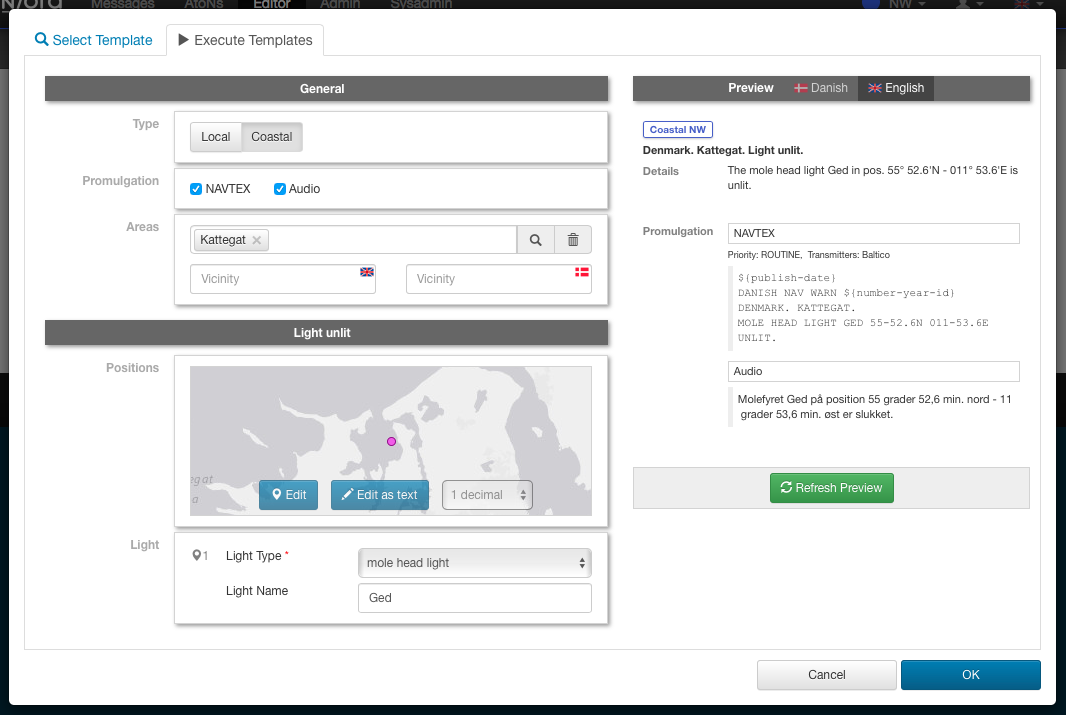 Messages AtoNs Editor Admin Sysadmin NW
Select Template Execute Templates
General
Type
Local Coastal
Promulgation
NAVTEX Audio
Areas
Kattegat
Vicinity Vicinity
Light unlit
Positions
Edit Edit as text 1 decimal
Light
1 Light Type *
mole head light
Light Name
Ged
Preview Danish English
Coastal NW
Denmark. Kattegat. Light unlit.
Details
The mole head light Ged in pos. 55° 52.6'N - 011° 53.6'E is
unlit.
Promulgation
NAVTEX
Priority: ROUTINE, Transmitters: Baltico
${publish-date}
DANISH NAV WARN ${number-year-id}
DENMARK. KATTEGAT.
MOLE HEAD LIGHT GED 55-52.6N 011-53.6E
UNLIT.
Audio
Molefyret Ged på position 55 grader 52,6 min. nord - 11
grader 53,6 min. øst er slukket.
Refresh Preview
Cancel OK